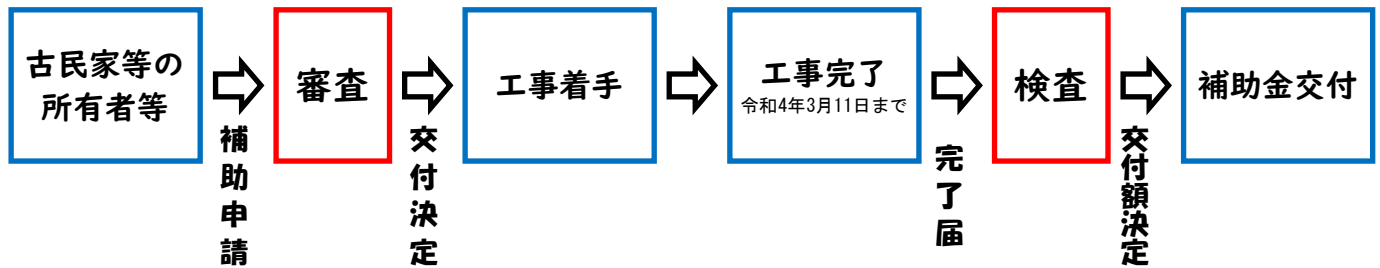 古民家等の
所有者等
補助申請
審査
交付決定
工事着手
工事完了
令和4年3月11日まで
完了届
検査
交付額決定
補助金交付